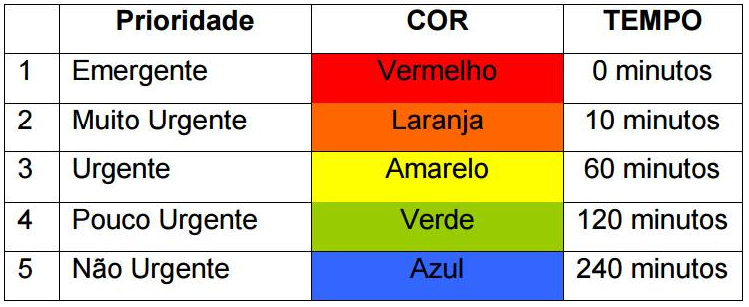 Prioridade COR TEMPO
1 Emergente Vermelho 0 minutos
2 Muito Urgente Laranja 10 minutos
3 Urgente Amarelo 60 minutos
4 Pouco Urgente Verde 120 minutos
5 Não Urgente Azul 240 minutos